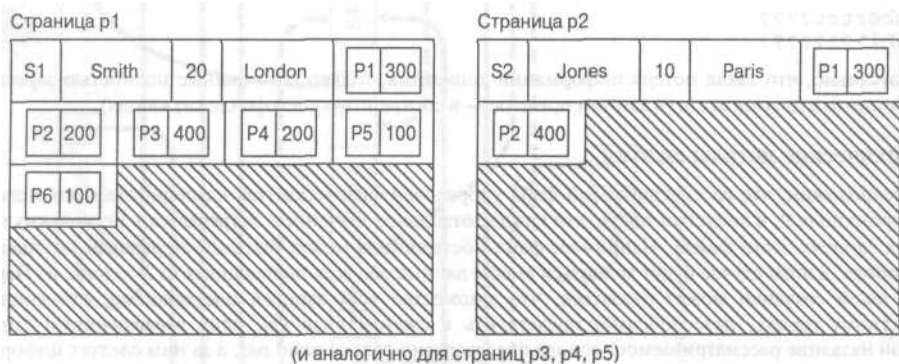 Страница p1
S1 Smith 20 London P1 300
P2 200 P3 400 P4 200 P5 100
P6 100
Страница p2
S2 Jones 10 Paris P1 300
P2 400
(и аналогично для страниц p3, p4, p5)